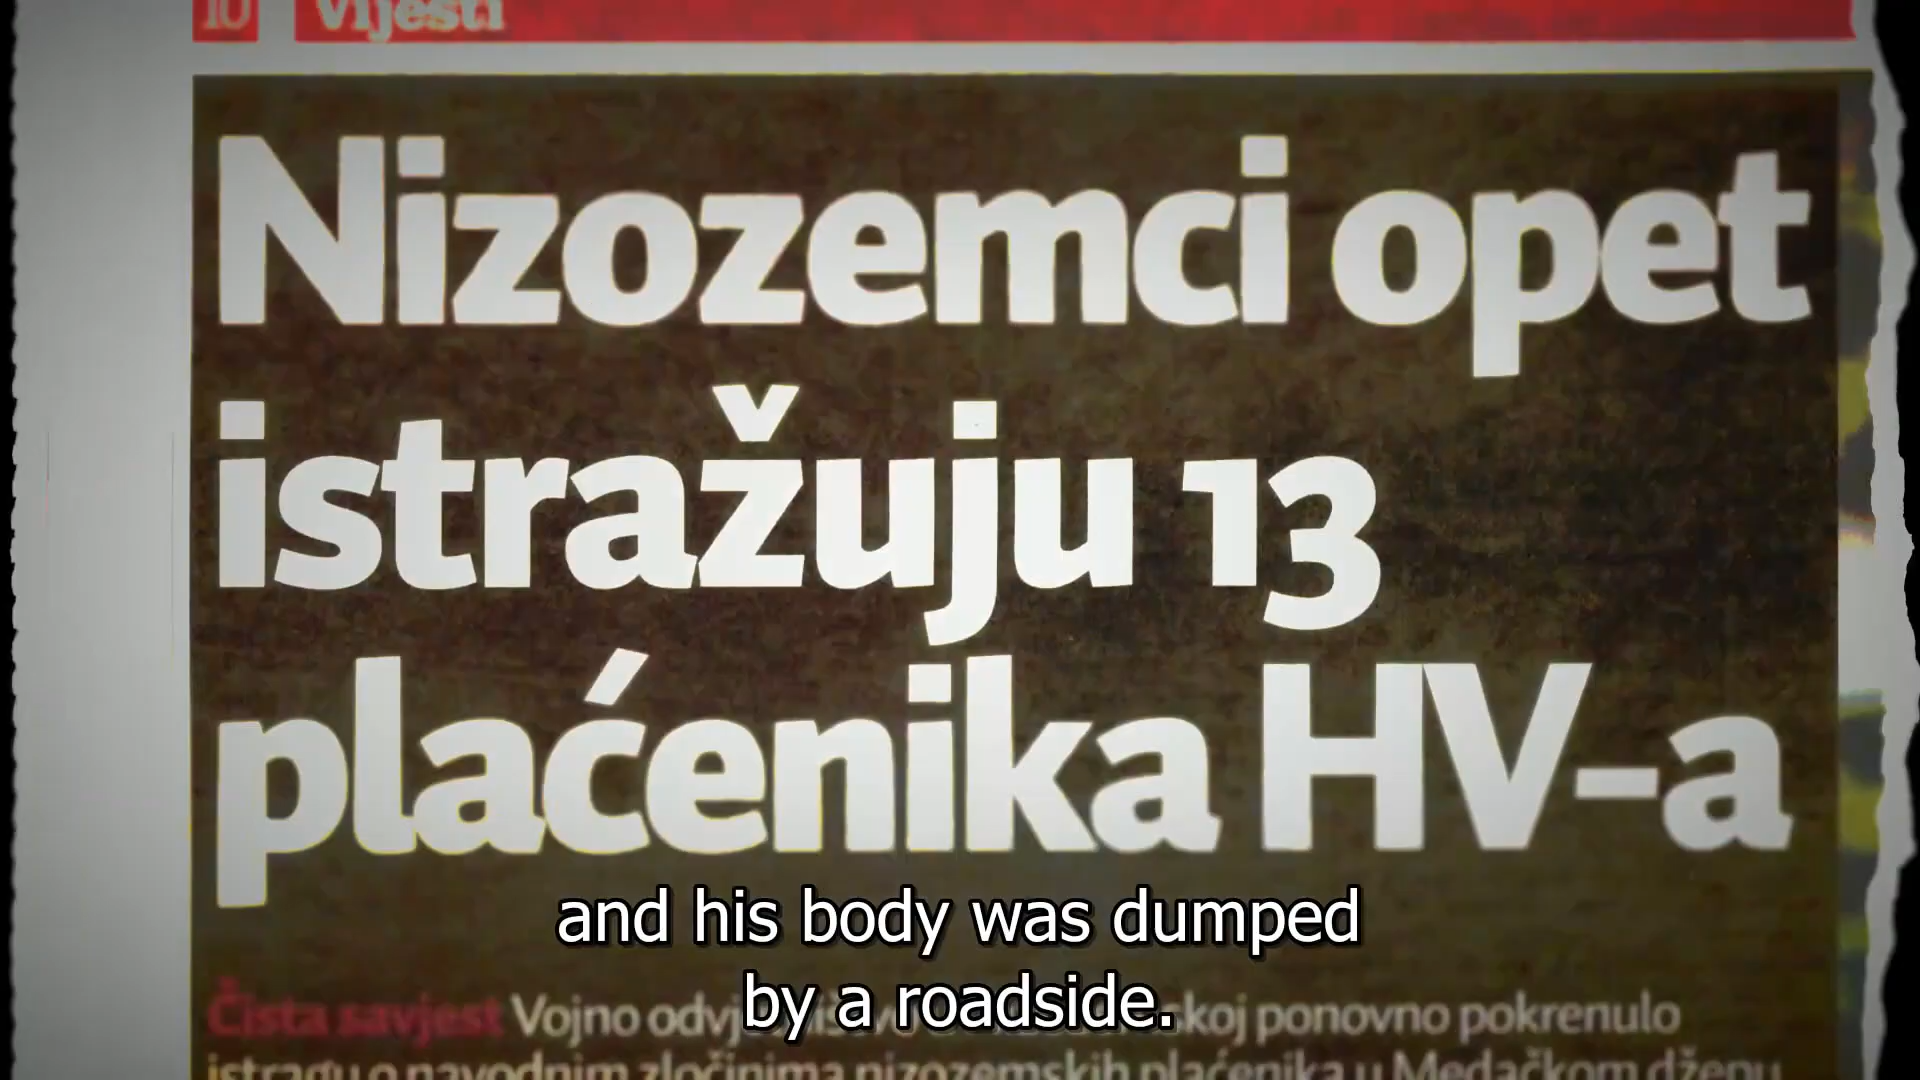 10 Vijesti
Nizozemci opet
istražuju 13
plaćenika HV-a
and his body was dumped
by a roadside.
Čista savjest Vojno koj ponovno pokrenulo
istragu o navodnim zločinima nizozemskih plaćenika u Medačkom džepu